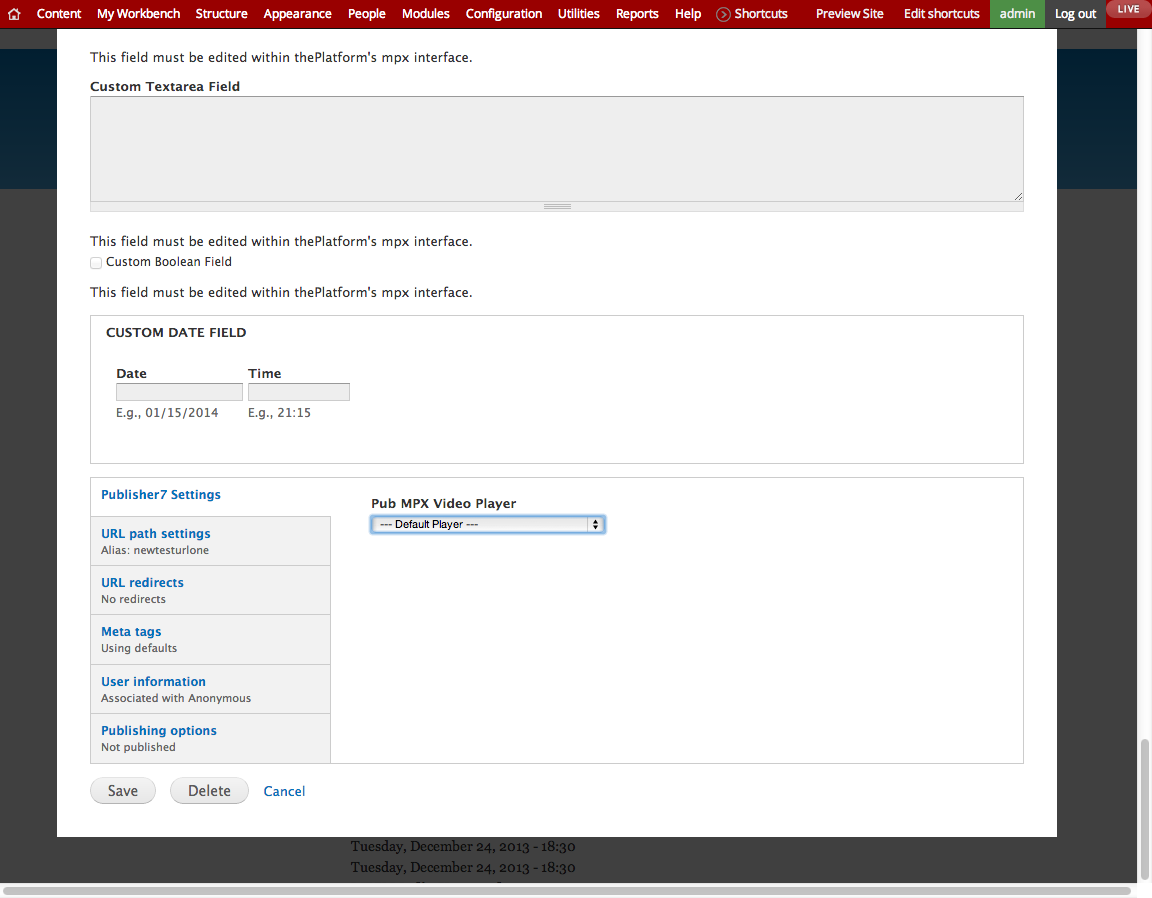 Content My Workbench Structure Appearance People Modules Configuration Utilities Reports Help Shortcuts Preview Site Edit shortcuts admin Log out LIVE
This field must be edited within thePlatform's mpx interface.
Custom Textarea Field
This field must be edited within thePlatform's mpx interface.
Custom Boolean Field
This field must be edited within thePlatform's mpx interface.
CUSTOM DATE FIELD
Date Time
E.g., 01/15/2014 E.g., 21:15
Publisher7 Settings
URL path settings
Alias: newtesturlone
URL redirects
No redirects
Meta tags
Using defaults
User information
Associated with Anonymous
Publishing options
Not published
Pub MPX Video Player
--- Default Player ---
Save Delete Cancel
Tuesday, December 24, 2013 - 18:30
Tuesday, December 24, 2013 - 18:30